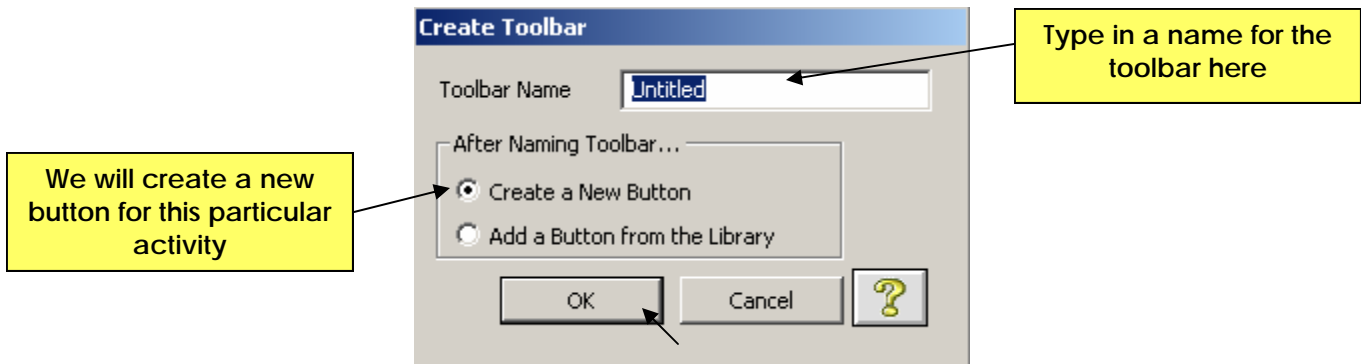 Create Toolbar
Type in a name for the
toolbar here
Toolbar Name
Untitled
After Naming Toolbar...
We will create a new
button for this particular
activity
Create a New Button
Add a Button from the Library
OK
Cancel
?